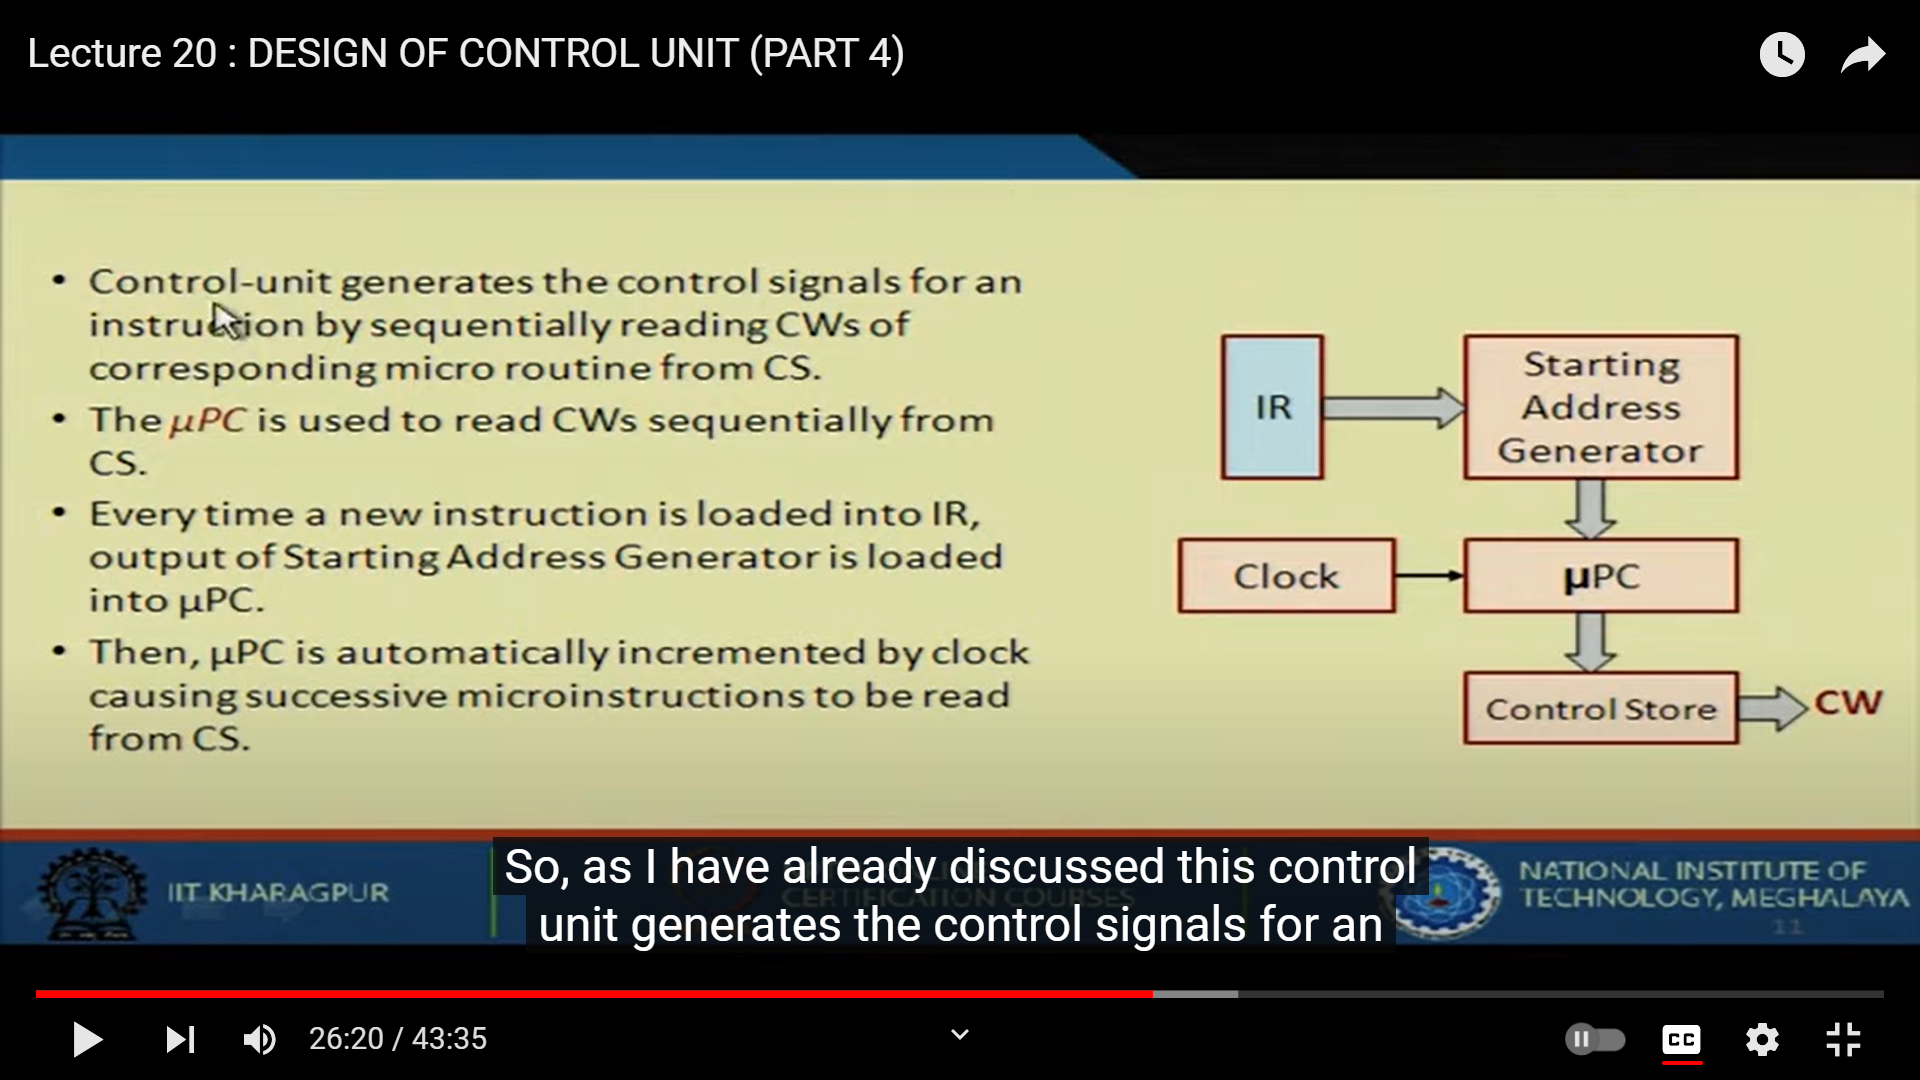 Lecture 20 : DESIGN OF CONTROL UNIT (PART 4)
• Control-unit generates the control signals for an
instruction by sequentially reading CWs of
corresponding micro routine from CS.
• The μPC is used to read CWs sequentially from
CS.
• Every time a new instruction is loaded into IR,
output of Starting Address Generator is loaded
into μPC.
• Then, μPC is automatically incremented by clock
causing successive microinstructions to be read
from CS.
IR
Starting
Address
Generator
Clock
μPC
Control Store
CW
IIT KHARAGPUR
CERTIFICATION COURSES
NATIONAL INSTITUTE OF
TECHNOLOGY, MEGHALAYA
11
So, as I have already discussed this control
unit generates the control signals for an
26:20 / 43:35
CC